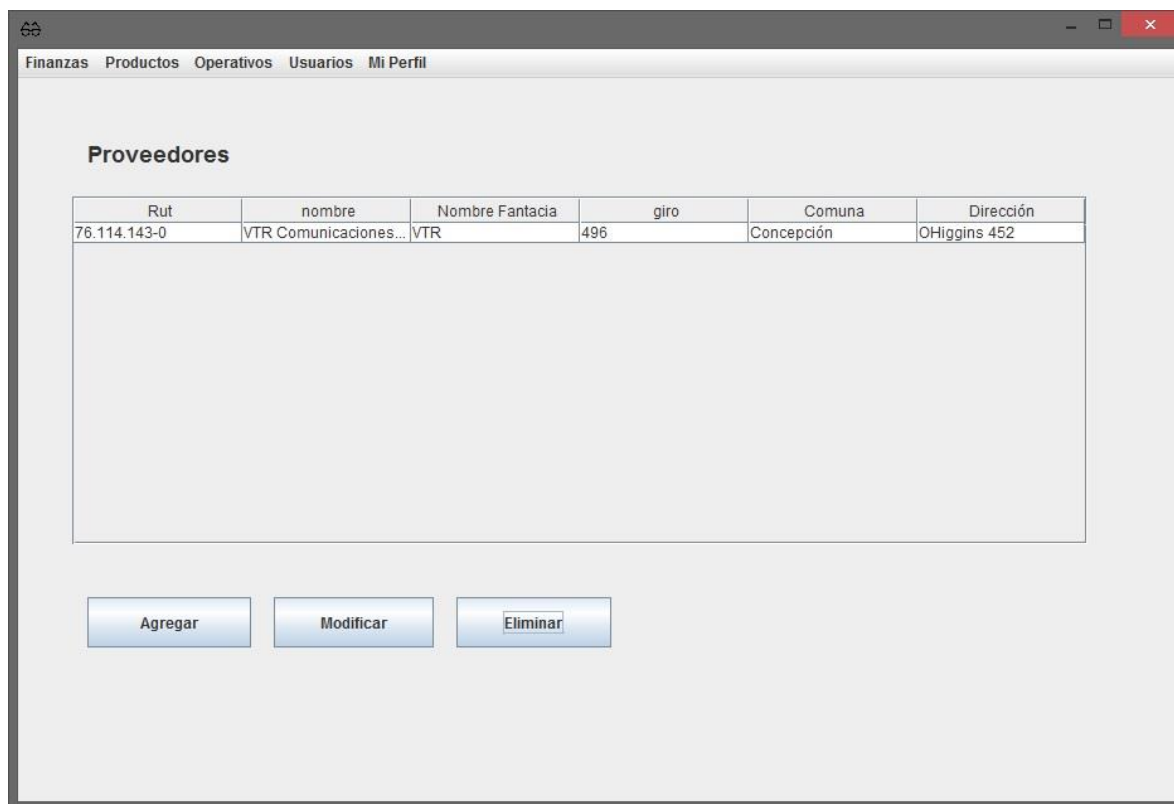 Finanzas Productos Operativos Usuarios Mi Perfil
Proveedores
Rut nombre Nombre Fantacia giro Comuna Dirección
76.114.143-0 VTR Comunicaciones... VTR 496 Concepción OHiggins 452
Agregar Modificar Eliminar